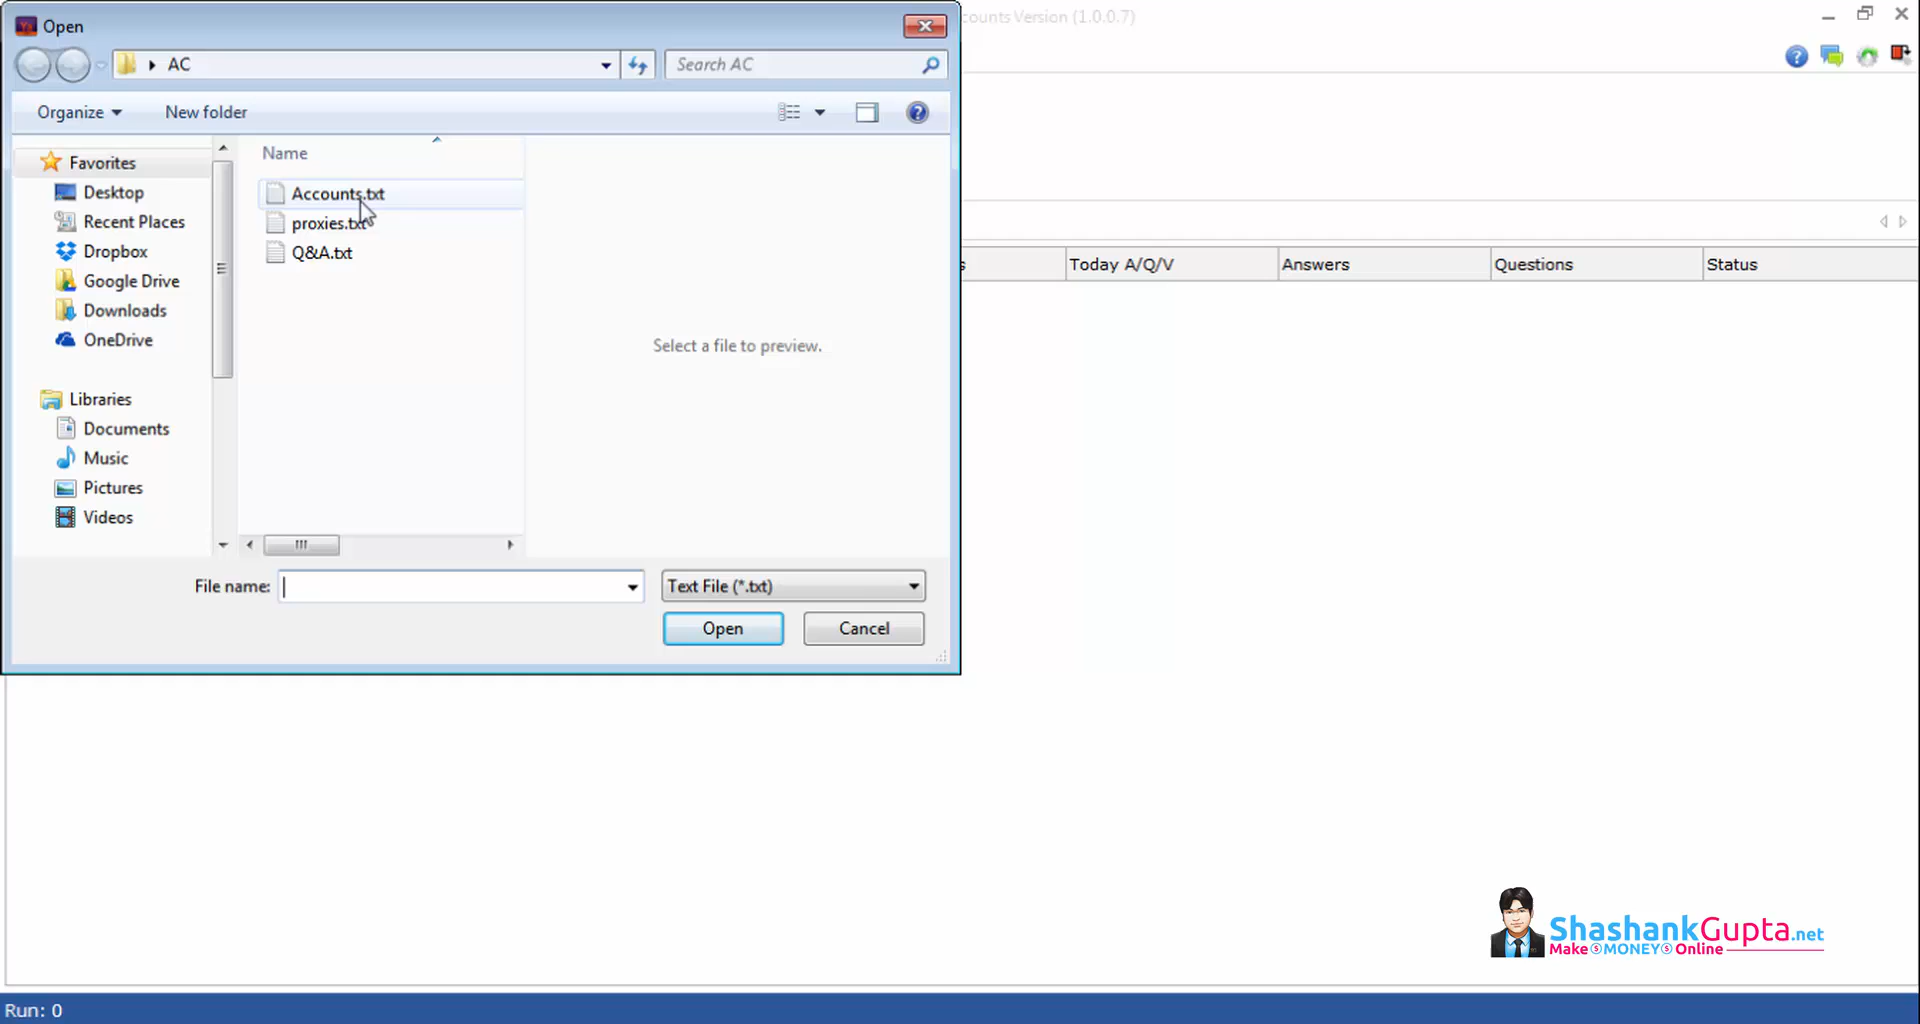 Open
counts Version (1.0.0.7)
AC
Search AC
Organize
New folder
Name
Favorites
Desktop
Recent Places
Dropbox
Google Drive
Downloads
OneDrive
Libraries
Documents
Music
Pictures
Videos
Accounts.txt
proxies.txt
Q&A.txt
Select a file to preview.
s Today A/Q/V Answers Questions Status
File name:
Text File (*.txt)
Open
Cancel
ShashankGupta.net
Make $MONEY$ Online
Run: 0